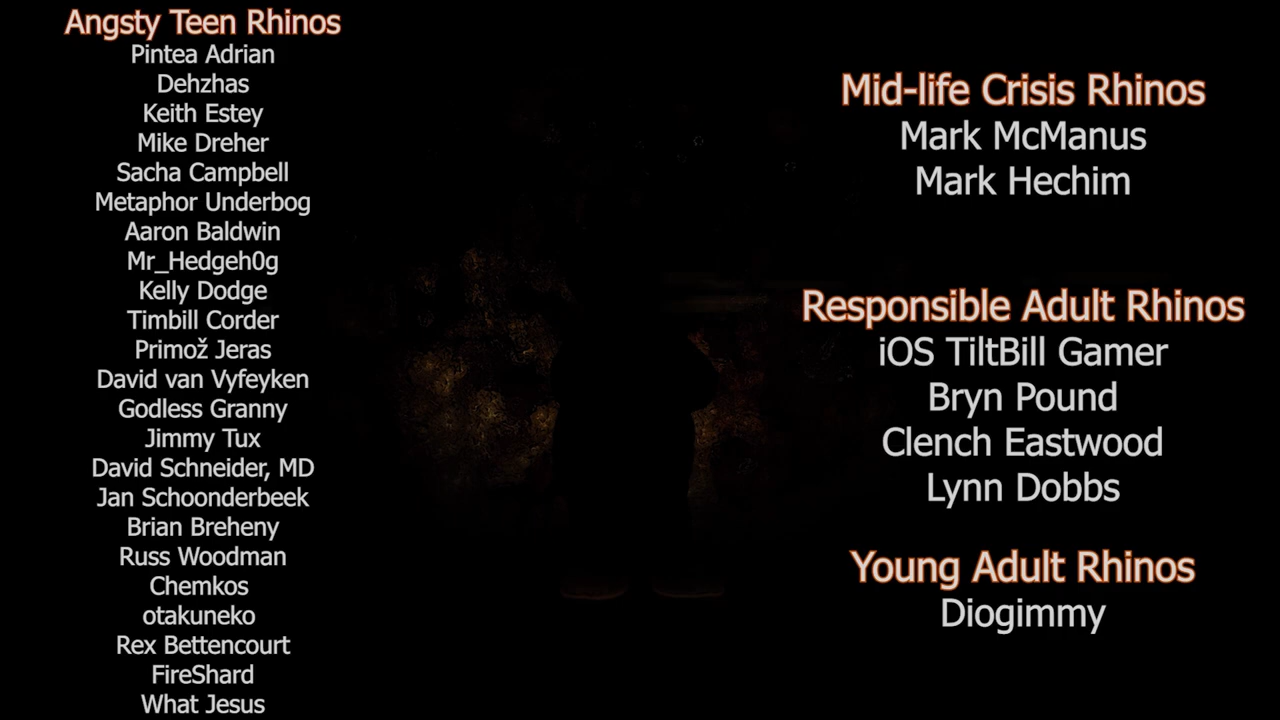 Angsty Teen Rhinos
Pintea Adrian
Dehzhas
Keith Estey
Mike Dreher
Sacha Campbell
Metaphor Underbog
Aaron Baldwin
Mr_Hedgeh0g
Kelly Dodge
Timbill Corder
Primož Jeras
David van Vyfeyken
Godless Granny
Jimmy Tux
David Schneider, MD
Jan Schoonderbeek
Brian Breheny
Russ Woodman
Chemkos
otakuneko
Rex Bettencourt
FireShard
What Jesus
Mid-life Crisis Rhinos
Mark McManus
Mark Hechim
Responsible Adult Rhinos
iOS TiltBill Gamer
Bryn Pound
Clench Eastwood
Lynn Dobbs
Young Adult Rhinos
Diogimmy